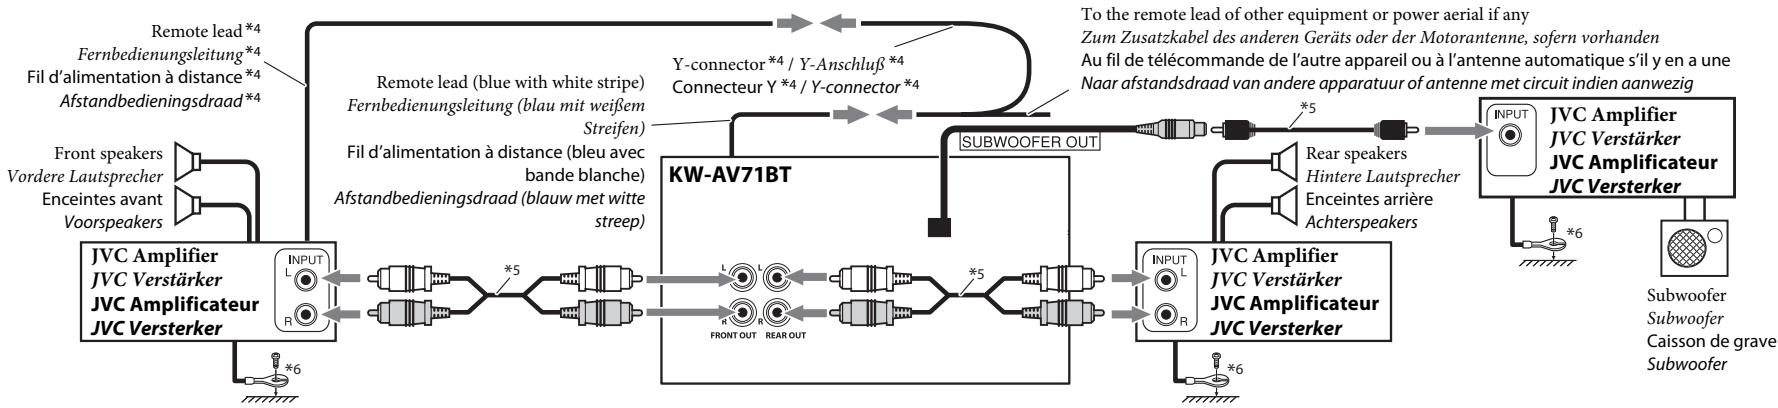 Remote lead *4
Fernbedienungsleitung *4
Fil d'alimentation à distance *4
Afstandbedieningsdraad *4
Remote lead (blue with white stripe)
Fernbedienungsleitung (blau mit weißem
Streifen)
Fil d'alimentation à distance (bleu avec
bande blanche)
Afstandbedieningsdraad (blauw met witte
streep)
Y-connector *4 / Y-Anschluß *4
Connecteur Y *4 / Y-connector *4
To the remote lead of other equipment or power aerial if any
Zum Zusatzkabel des anderen Geräts oder der Motorantenne, sofern vorhanden
Au fil de télécommande de l'autre appareil ou à l'antenne automatique s'il y en a une
Naar afstandsdraad van andere apparatuur of antenne met circuit indien aanwezig
*5
SUBWOOFER OUT
INPUT
JVC Amplifier
JVC Verstärker
JVC Amplificateur
JVC Versterker
*6
Subwoofer
Subwoofer
Caisson de grave
Subwoofer
Front speakers
Vordere Lautsprecher
Enceintes avant
Voorspeakers
JVC Amplifier
JVC Verstärker
JVC Amplificateur
JVC Versterker
INPUT
L
R
*6
*5
KW-AV71BT
L
L
R
R
FRONT OUT
REAR OUT
*5
Rear speakers
Hintere Lautsprecher
Enceintes arrière
Achterspeakers
INPUT
L
R
JVC Amplifier
JVC Verstärker
JVC Amplificateur
JVC Versterker
*6